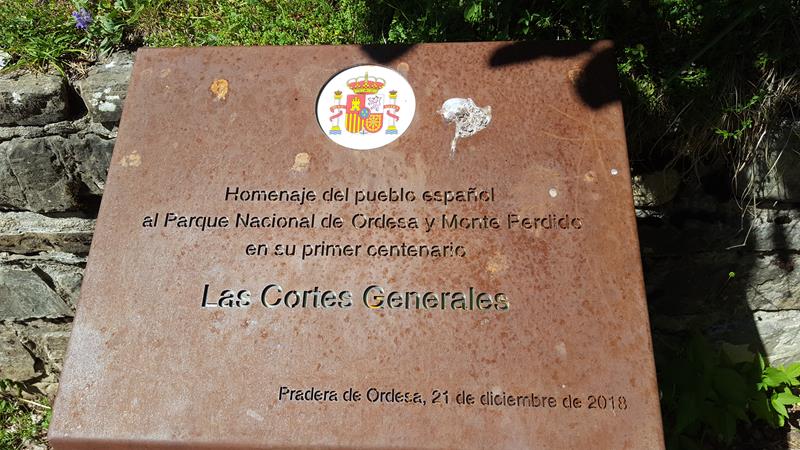 Homenaje del pueblo español
al Parque Nacional de Ordesa y Monte Perdido
en su primer centenario
Las Cortes Generales
Pradera de Ordesa, 21 de diciembre de 2018